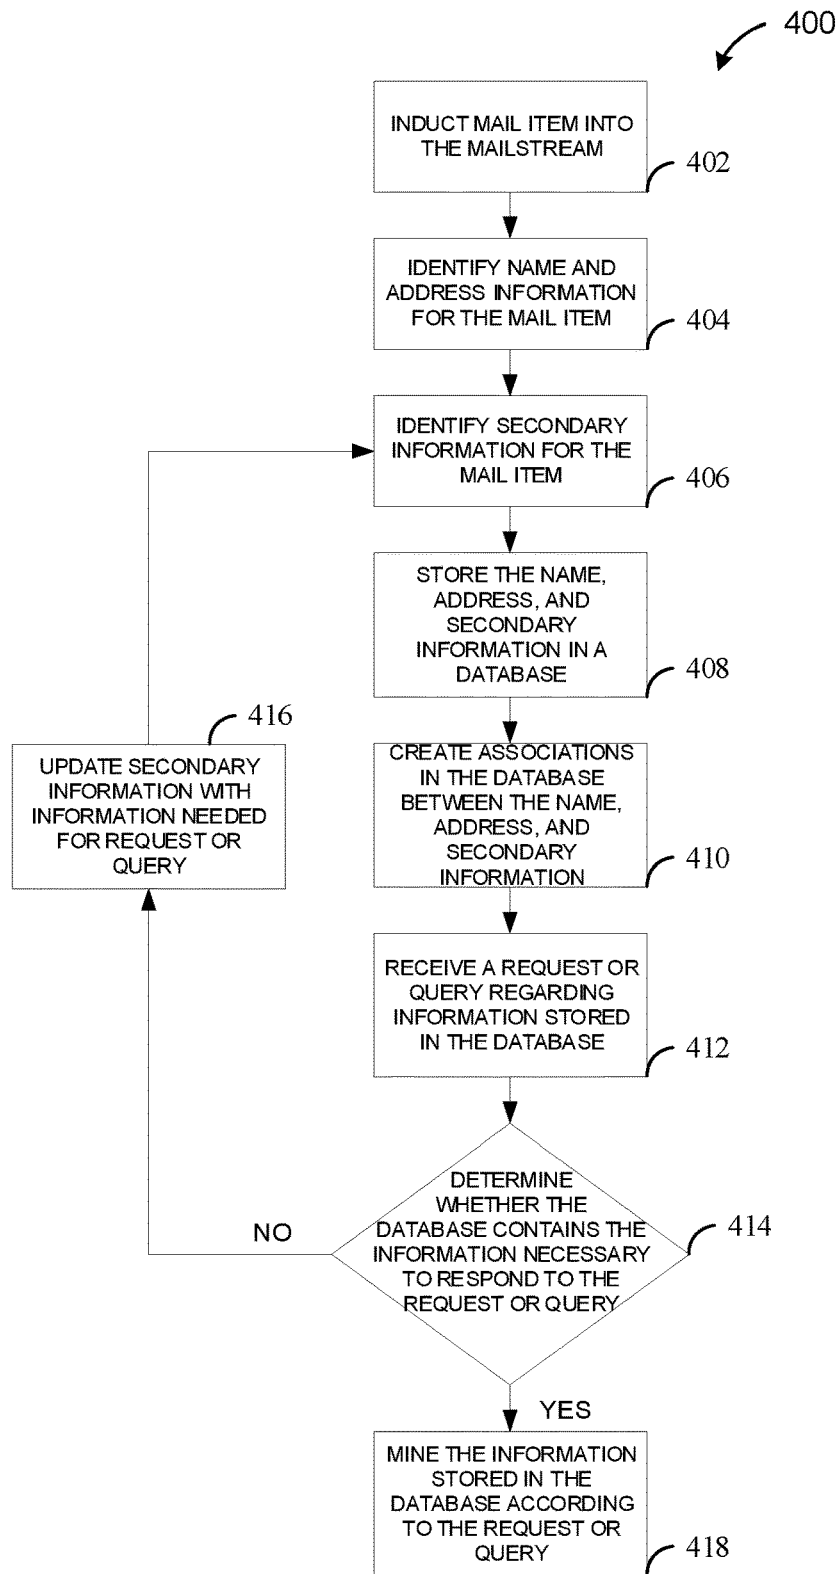 400
INDUCT MAIL ITEM INTO
THE MAILSTREAM
402
IDENTIFY NAME AND
ADDRESS INFORMATION
FOR THE MAIL ITEM
404
IDENTIFY SECONDARY
INFORMATION FOR THE
MAIL ITEM
406
STORE THE NAME,
ADDRESS, AND
SECONDARY
INFORMATION IN A
DATABASE
408
416
UPDATE SECONDARY
INFORMATION WITH
INFORMATION NEEDED
FOR REQUEST OR
QUERY
CREATE ASSOCIATIONS
IN THE DATABASE
BETWEEN THE NAME,
ADDRESS, AND
SECONDARY
INFORMATION
410
RECEIVE A REQUEST OR
QUERY REGARDING
INFORMATION STORED
IN THE DATABASE
412
DETERMINE
WHETHER THE
DATABASE CONTAINS THE
INFORMATION NECESSARY
TO RESPOND TO THE
REQUEST OR QUERY
414
NO
YES
MINE THE INFORMATION
STORED IN THE
DATABASE ACCORDING
TO THE REQUEST OR
QUERY
418